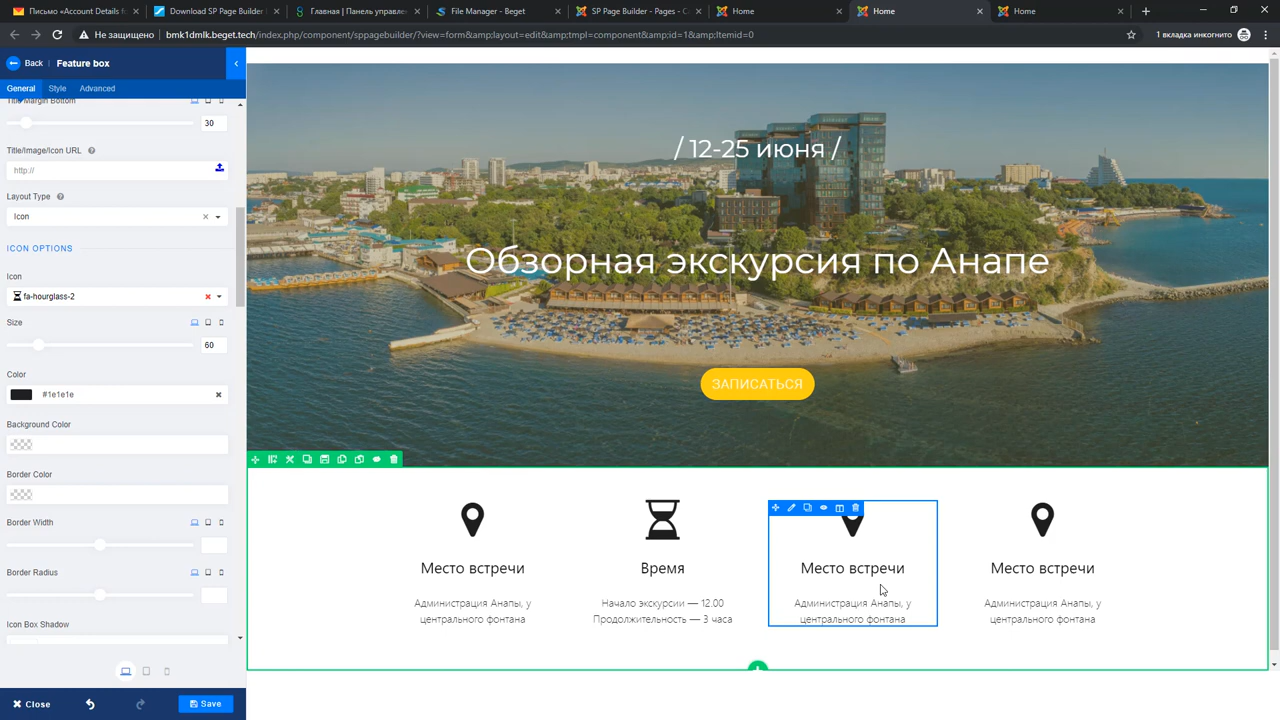 Письмо «Account Details fo
Download SP Page Builder
Главная | Панель управлен
File Manager - Beget
SP Page Builder - Pages - C
Home
Home
Home
Не защищено
bmk1dmlk.beget.tech/index.php/component/sppagebuilder/?view=form&amp;layout=edit&amp;tmpl=component&amp;id=1&amp;Itemid=0
1 вкладка инкогнито
Back
Feature box
General
Style
Advanced
Title Margin Bottom
30
Title/Image/Icon URL
http://
Layout Type
Icon
ICON OPTIONS
Icon
fa-hourglass-2
Size
60
Color
#1e1e1e
Background Color
Border Color
Border Width
Border Radius
Icon Box Shadow
Close
Save
/ 12-25 июня /
Обзорная экскурсия по Анапе
ЗАПИСАТЬСЯ
Место встречи
Администрация Анапы, у
центрального фонтана
Время
Начало экскурсии — 12.00
Продолжительность — 3 часа
Место встречи
Администрация Анапы, у
центрального фонтана
Место встречи
Администрация Анапы, у
центрального фонтана